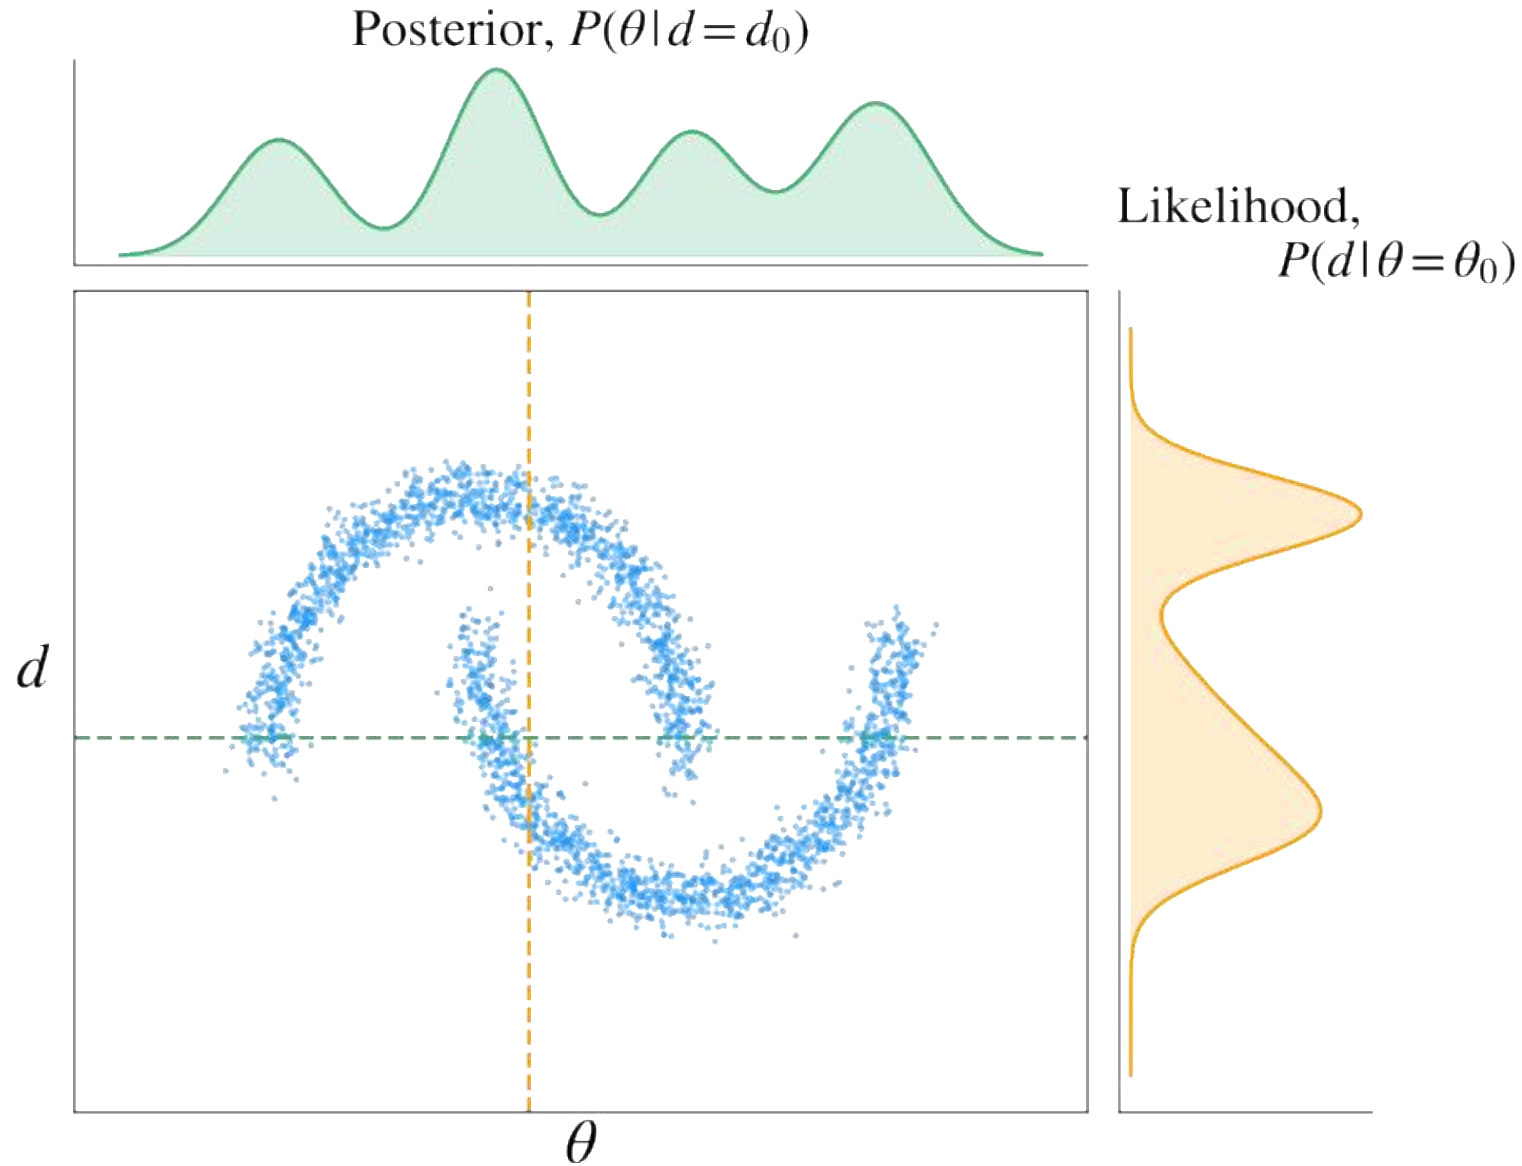 Posterior, P(θ|d=d₀)
Likelihood,
P(d|θ=θ₀)
d
θ